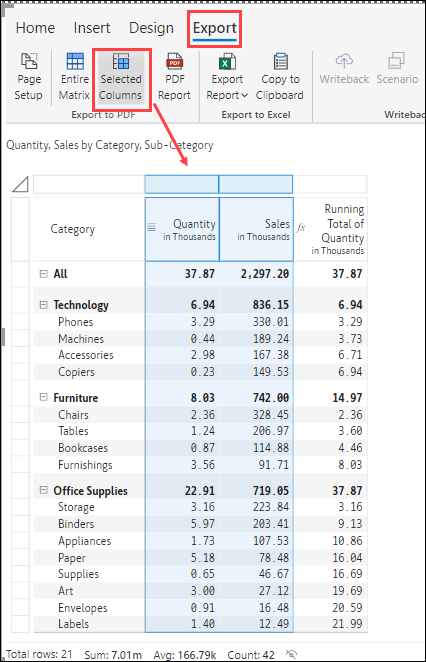 Home Insert Design Export
Page Setup Entire Matrix Selected Columns PDF Report Export Report Copy to Clipboard Writeback Scenario
Export to PDF Export to Excel Writeback
Quantity, Sales by Category, Sub-Category
Category Quantity in Thousands Sales in Thousands fx Running Total of Quantity in Thousands
All 37.87 2,297.20 37.87
Technology 6.94 836.15 6.94
Phones 3.29 330.01 3.29
Machines 0.44 189.24 3.73
Accessories 2.98 167.38 6.71
Copiers 0.23 149.53 6.94
Furniture 8.03 742.00 14.97
Chairs 2.36 328.45 2.36
Tables 1.24 206.97 3.60
Bookcases 0.87 114.88 4.46
Furnishings 3.56 91.71 8.03
Office Supplies 22.91 719.05 37.87
Storage 3.16 223.84 3.16
Binders 5.97 203.41 9.13
Appliances 1.73 107.53 10.86
Paper 5.18 78.48 16.04
Supplies 0.65 46.67 16.69
Art 3.00 27.12 19.69
Envelopes 0.91 16.48 20.59
Labels 1.40 12.49 21.99
Total rows: 21 Sum: 7.01m Avg: 166.79k Count: 42